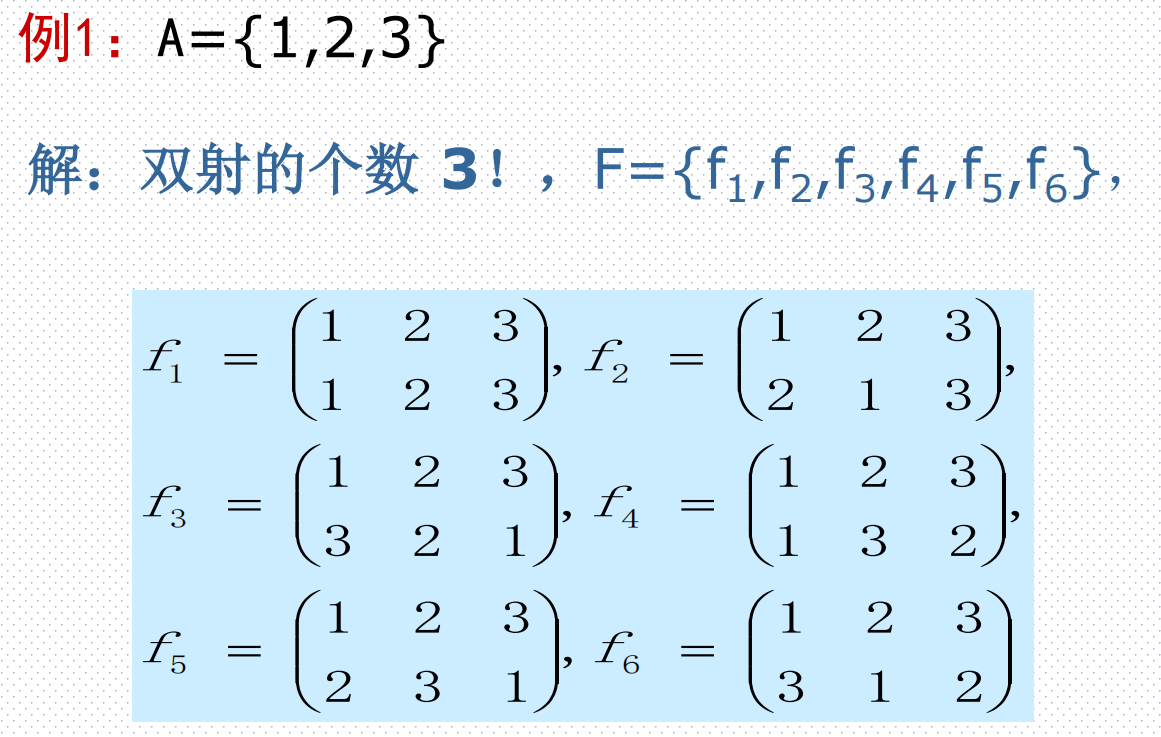 例1：A={1,2,3}
解：双射的个数 3！，F={f₁,f₂,f₃,f₄,f₅,f₆}，
f₁ = (1 2 3
1 2 3), f₂ = (1 2 3
2 1 3),
f₃ = (1 2 3
3 2 1), f₄ = (1 2 3
1 3 2),
f₅ = (1 2 3
2 3 1), f₆ = (1 2 3
3 1 2)